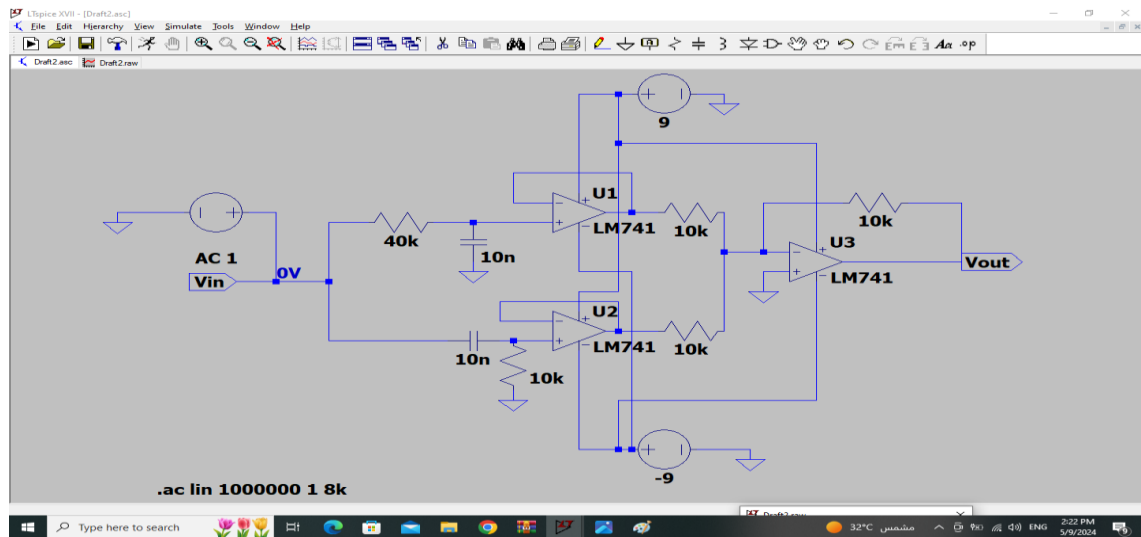 LTspice XVII - [Draft2.asc]
File Edit Hierarchy View Simulate Tools Window Help
Aa .op
Draft2.asc Draft2.raw
+ -
9
U1
LM741
10k
10k
U3
LM741
Vout
40k
10n
AC 1
Vin
0V
U2
LM741
10k
10n
10k
-9
.ac lin 1000000 1 8k
Draft2.raw
Type here to search
32°C مشمس
ENG
2:22 PM
5/9/2024